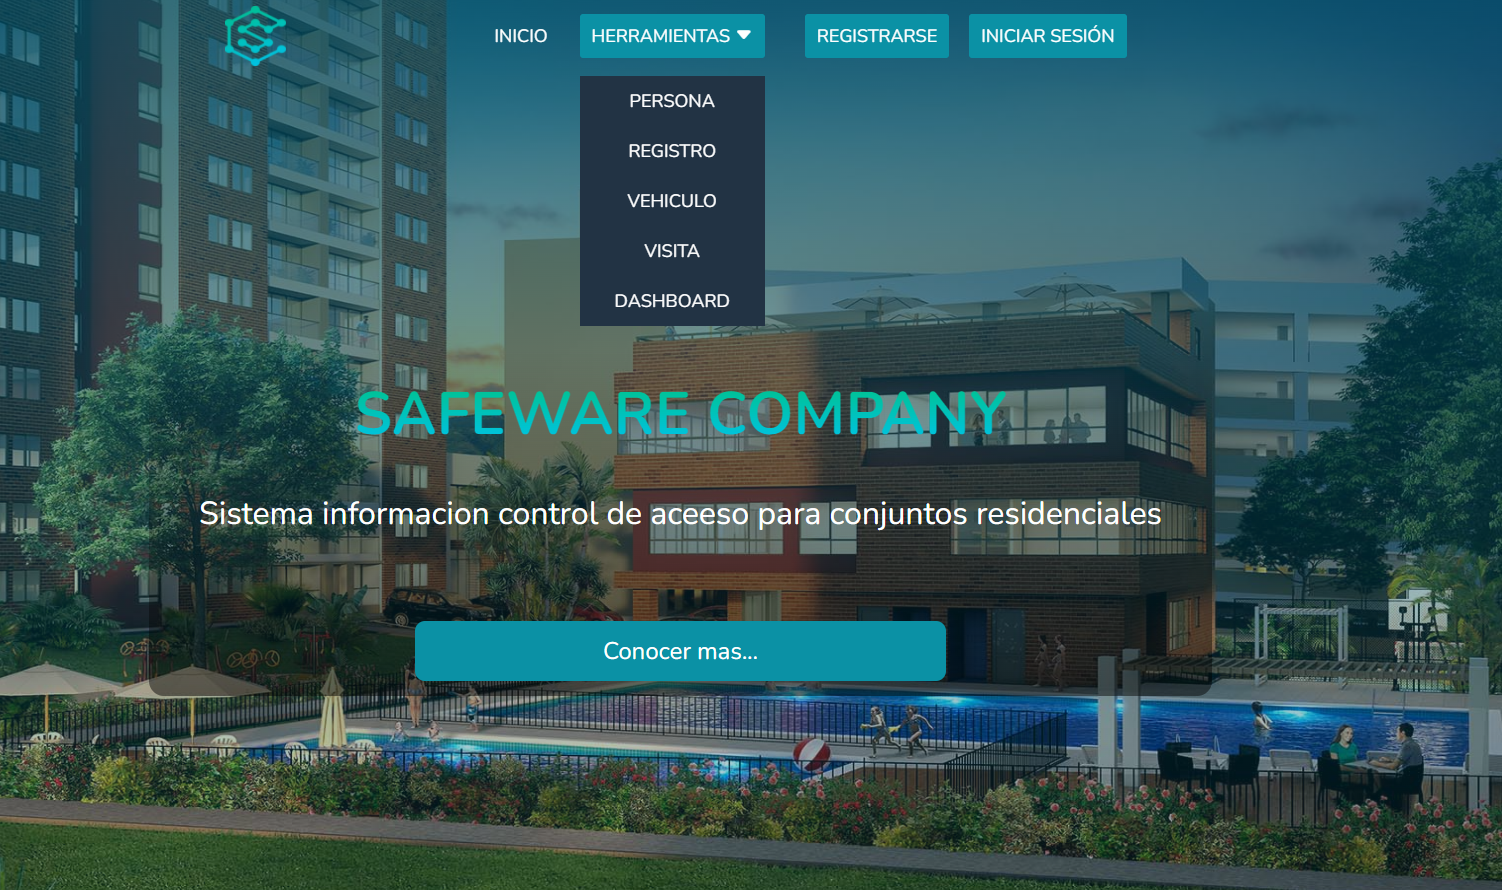 INICIO HERRAMIENTAS REGISTRARSE INICIAR SESIÓN
PERSONA
REGISTRO
VEHICULO
VISITA
DASHBOARD
SAFEWARE COMPANY
Sistema informacion control de aceeso para conjuntos residenciales
Conocer mas...